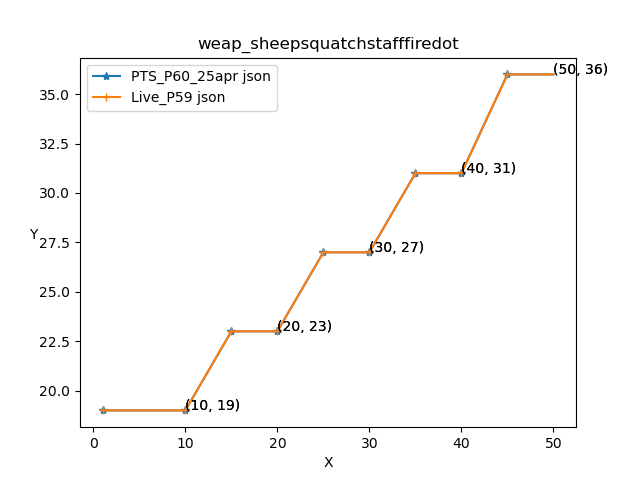 weap_sheepsquatchstafffiredot
PTS_P60_25apr json
Live_P59 json
(50, 36)
35.0
32.5
(40, 31)
30.0
27.5
(30, 27)
Y
25.0
(20, 23)
22.5
20.0
(10, 19)
0 10 20 30 40 50
X